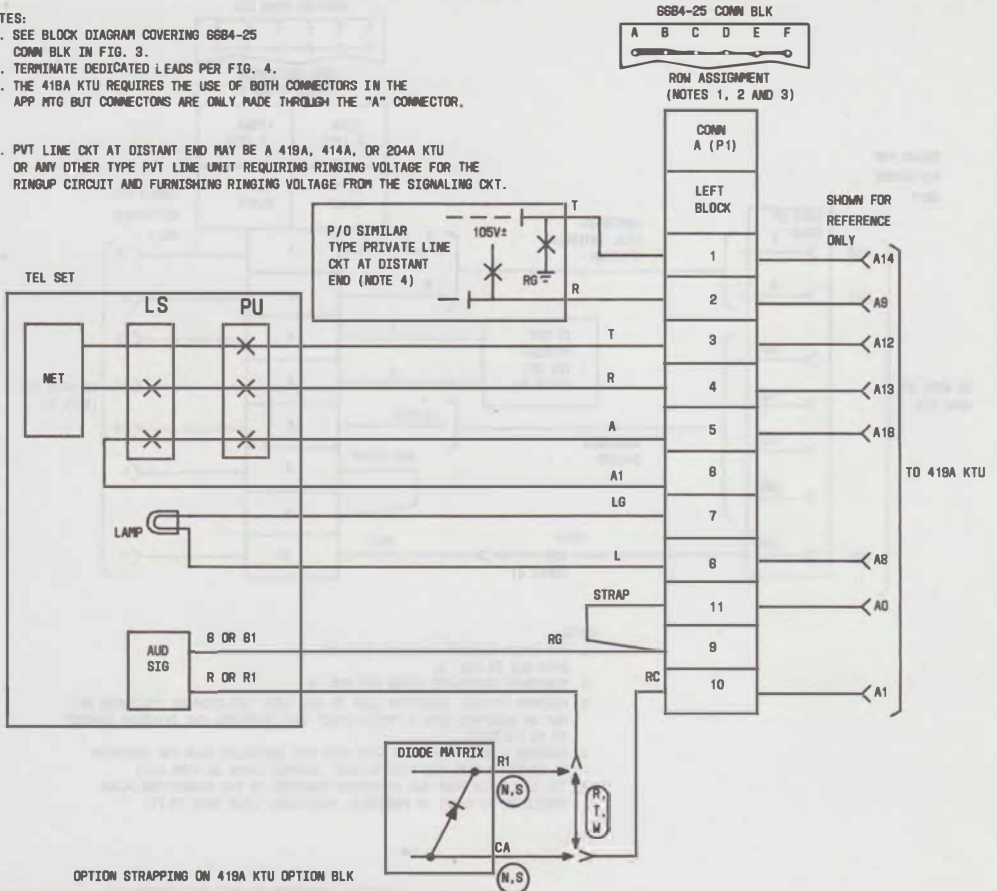 TES:
. SEE BLOCK DIAGRAM COVERING 66B4-25
CONN BLK IN FIG. 3.
. TERMINATE DEDICATED LEADS PER FIG. 4.
. THE 418A KTU REQUIRES THE USE OF BOTH CONNECTORS IN THE
APP MTG BUT CONNECTONS ARE ONLY MADE THROUGH THE "A" CONNECTOR.
. PVT LINE CKT AT DISTANT END MAY BE A 419A, 414A, OR 204A KTU
OR ANY OTHER TYPE PVT LINE UNIT REQUIRING RINGING VOLTAGE FOR THE
RINGUP CIRCUIT AND FURNISHING RINGING VOLTAGE FROM THE SIGNALING CKT.
66B4-25 CONN BLK
A B C D E F
ROW ASSIGNMENT
(NOTES 1, 2 AND 3)
CONN
A (P1)
LEFT
BLOCK
SHOWN FOR
REFERENCE
ONLY
P/O SIMILAR
TYPE PRIVATE LINE
CKT AT DISTANT
END (NOTE 4)
105V±
RG
T
R
1
A14
2
A9
TEL SET
LS
PU
NET
T
3
A12
R
4
A13
A
5
A18
A1
6
TO 419A KTU
LG
7
LAMP
L
8
A8
STRAP
11
A0
AUD
SIG
B OR B1
RG
9
R OR R1
RC
10
A1
DIODE MATRIX
R1
N,S
R,
T,
W
CA
N,S
OPTION STRAPPING ON 419A KTU OPTION BLK